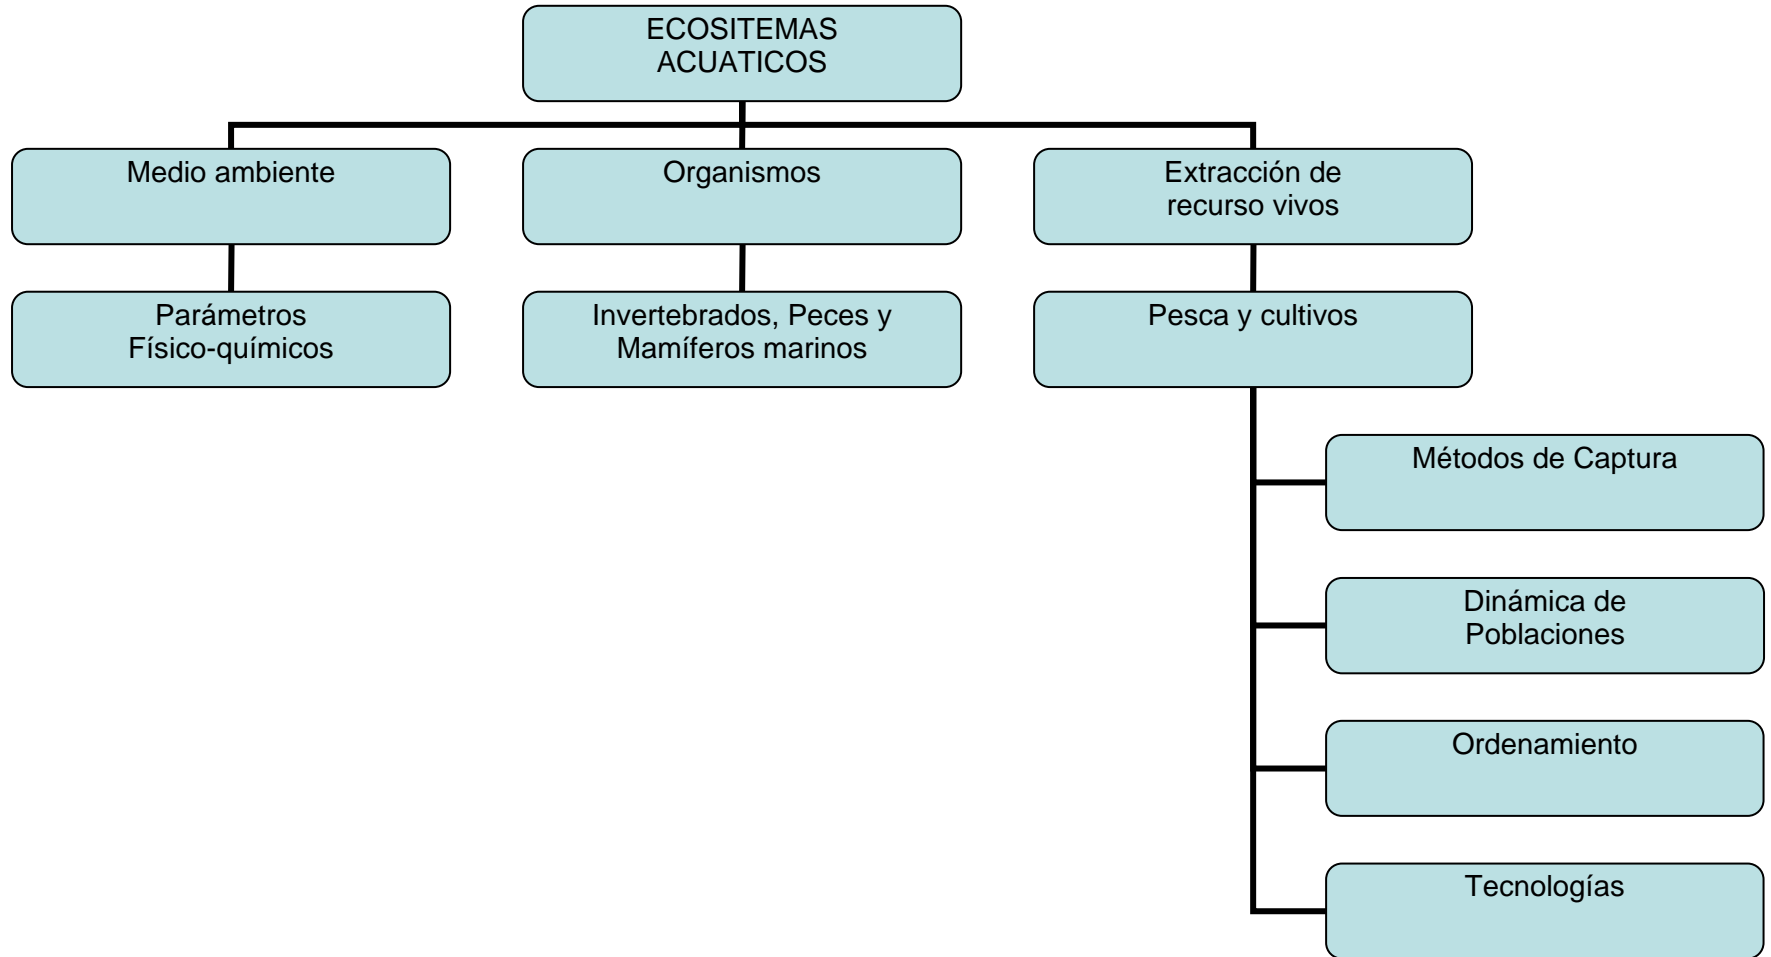 ECOSITEMAS
ACUATICOS
Medio ambiente
Organismos
Extracción de
recurso vivos
Parámetros
Físico-químicos
Invertebrados, Peces y
Mamíferos marinos
Pesca y cultivos
Métodos de Captura
Dinámica de
Poblaciones
Ordenamiento
Tecnologías